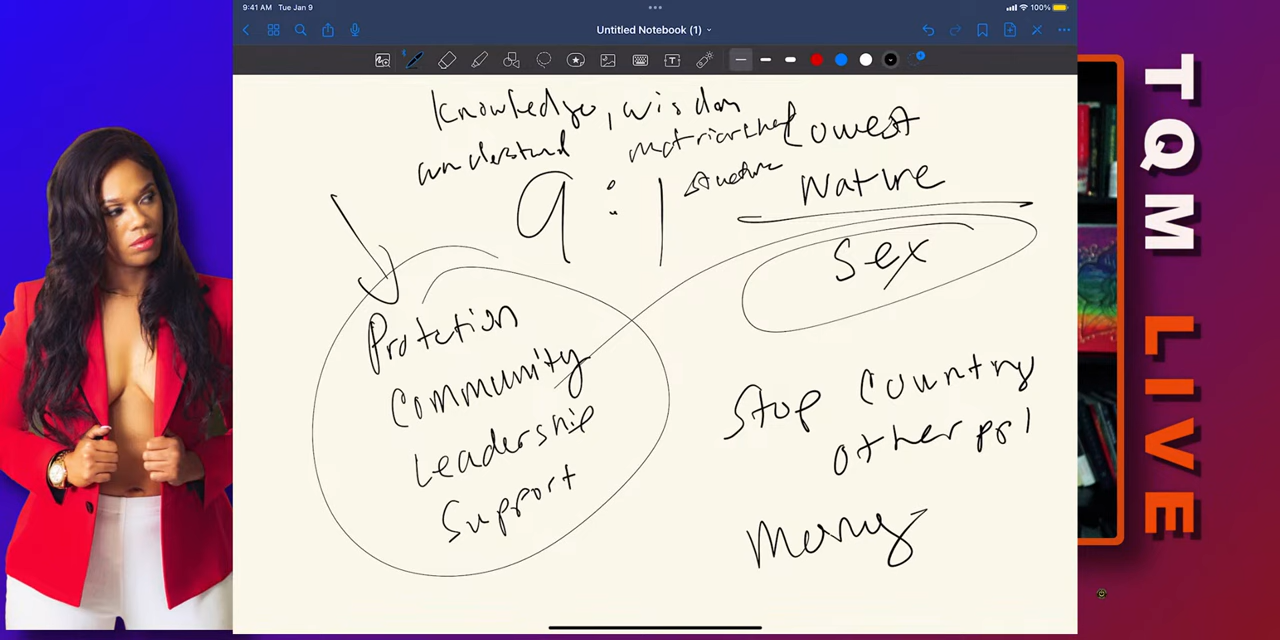 9:41 AM Tue Jan 9
100%
Untitled Notebook (1)
T
Knowledge, wisdom
understand
matriarchal
structure
9:1
Lowest
Nature
Sex
Protection
Community
Leadership
Support
Stop Country
other ppl
Money
TQM LIVE